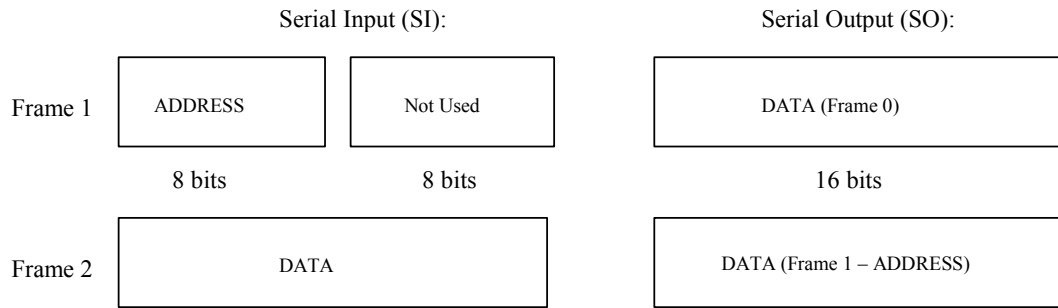 Serial Input (SI): Serial Output (SO):
Frame 1 ADDRESS Not Used DATA (Frame 0)
8 bits 8 bits 16 bits
Frame 2 DATA DATA (Frame 1 – ADDRESS)